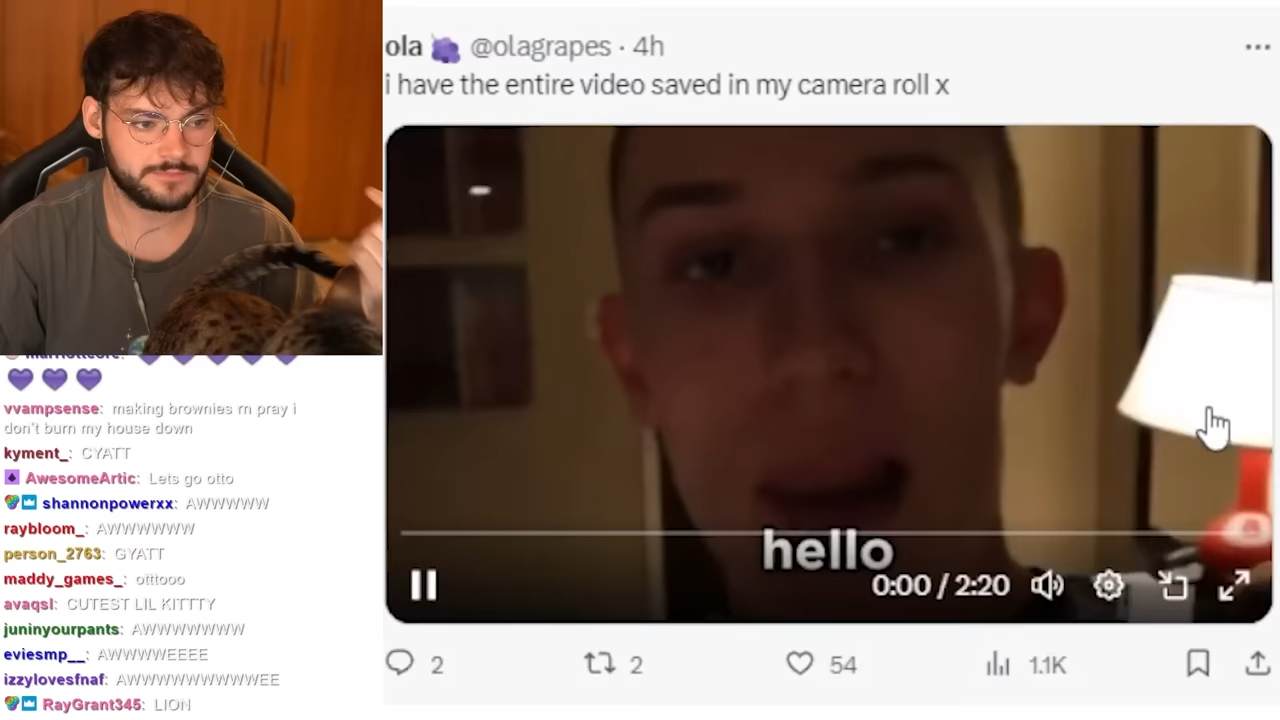 ola @olagrapes · 4h
i have the entire video saved in my camera roll x
hello
0:00 / 2:20
2
2
54
1.1K
marriottcore:
vvampsense: making brownies rn pray i
don't burn my house down
kyment_: CYATT
AwesomeArtic: Lets go otto
shannonpowerxx: AWWWWW
raybloom_: AWWWWWW
person_2763: GYATT
maddy_games_: otttooo
avaqsl: CUTEST LIL KITTTY
juninyourpants: AWWWWWWW
eviesmp__: AWWWWEEEE
izzylovesfnaf: AWWWWWWWWWWEE
RayGrant345: LION